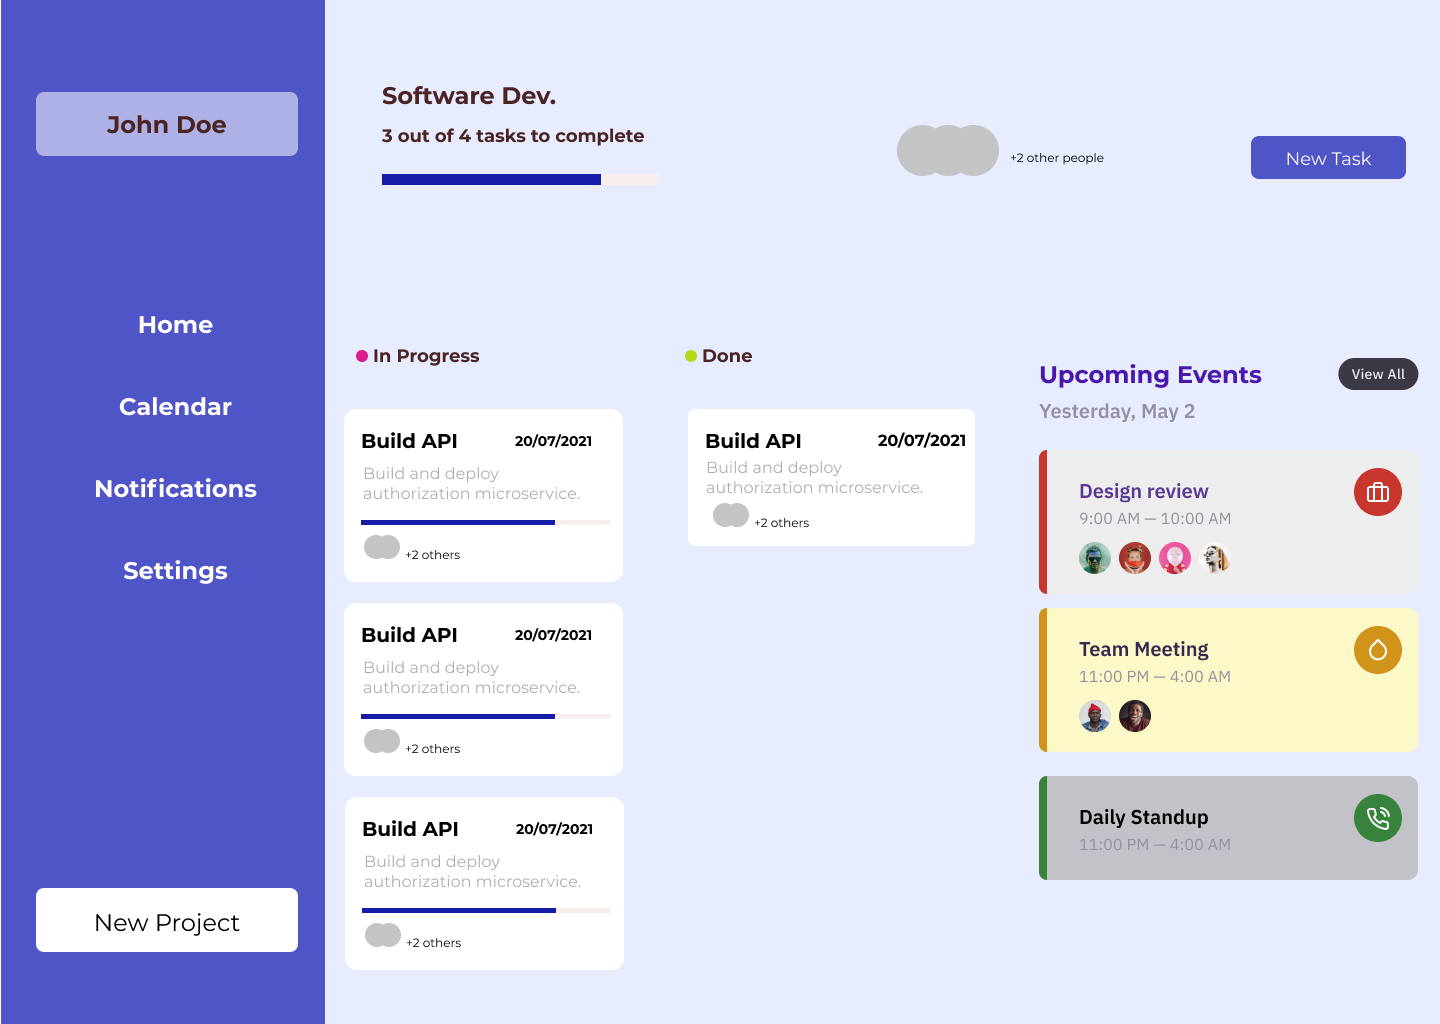 John Doe
Home
Calendar
Notifications
Settings
New Project
Software Dev.
3 out of 4 tasks to complete
+2 other people
New Task
In Progress
Build API 20/07/2021
Build and deploy
authorization microservice.
+2 others
Build API 20/07/2021
Build and deploy
authorization microservice.
+2 others
Build API 20/07/2021
Build and deploy
authorization microservice.
+2 others
Done
Build API 20/07/2021
Build and deploy
authorization microservice.
+2 others
Upcoming Events
View All
Yesterday, May 2
Design review
9:00 AM — 10:00 AM
Team Meeting
11:00 PM — 4:00 AM
Daily Standup
11:00 PM — 4:00 AM